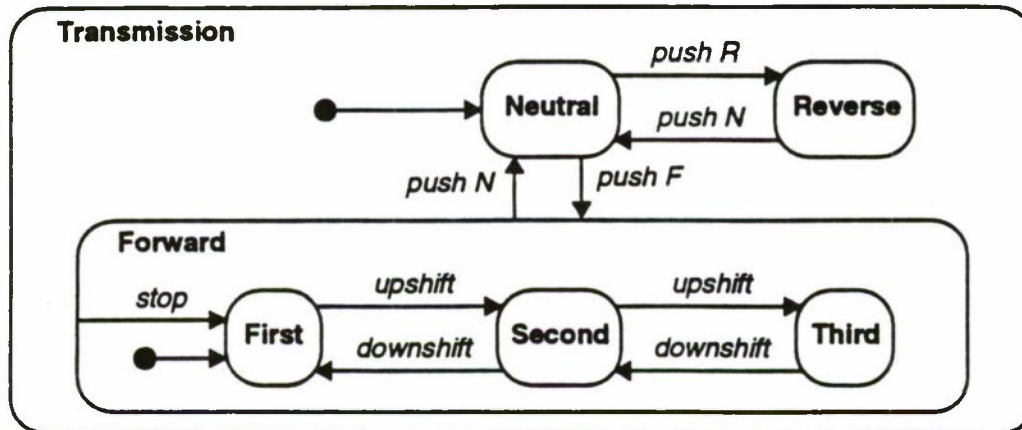 Transmission
push R
Neutral
Reverse
push N
push N
push F
Forward
stop
upshift
upshift
First
Second
Third
downshift
downshift